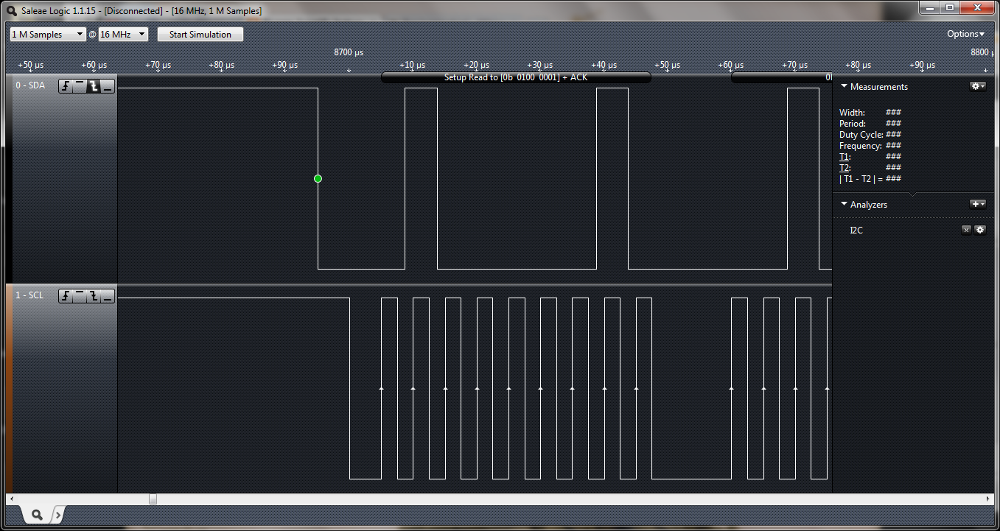 Saleae Logic 1.1.15 - [Disconnected] - [16 MHz, 1 M Samples]
1 M Samples @ 16 MHz Start Simulation Options
8700 µs 8800 µ
+50 µs +60 µs +70 µs +80 µs +90 µs +10 µs +20 µs +30 µs +40 µs +50 µs +60 µs +70 µs +80 µs +90 µs
Setup Read to [0b 0100 0001] + ACK
0 - SDA
1 - SCL
Measurements
Width: ###
Period: ###
Duty Cycle: ###
Frequency: ###
T1: ###
T2: ###
| T1 - T2 | = ###
Analyzers
I2C